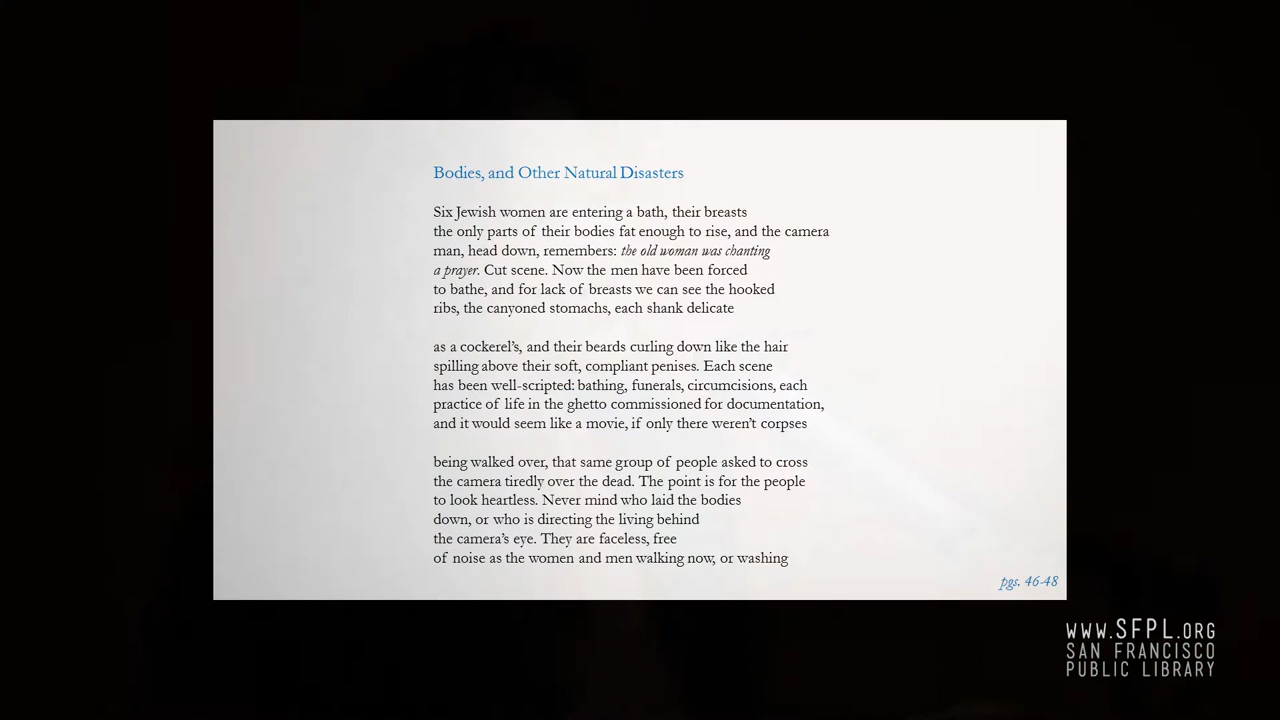 Bodies, and Other Natural Disasters
Six Jewish women are entering a bath, their breasts
the only parts of their bodies fat enough to rise, and the camera
man, head down, remembers: the old woman was chanting
a prayer. Cut scene. Now the men have been forced
to bathe, and for lack of breasts we can see the hooked
ribs, the canyoned stomachs, each shank delicate
as a cockerel's, and their beards curling down like the hair
spilling above their soft, compliant penises. Each scene
has been well-scripted: bathing, funerals, circumcisions, each
practice of life in the ghetto commissioned for documentation,
and it would seem like a movie, if only there weren't corpses
being walked over, that same group of people asked to cross
the camera tiredly over the dead. The point is for the people
to look heartless. Never mind who laid the bodies
down, or who is directing the living behind
the camera's eye. They are faceless, free
of noise as the women and men walking now, or washing
pgs. 46-48
WWW.SFPL.ORG
SAN FRANCISCO
PUBLIC LIBRARY